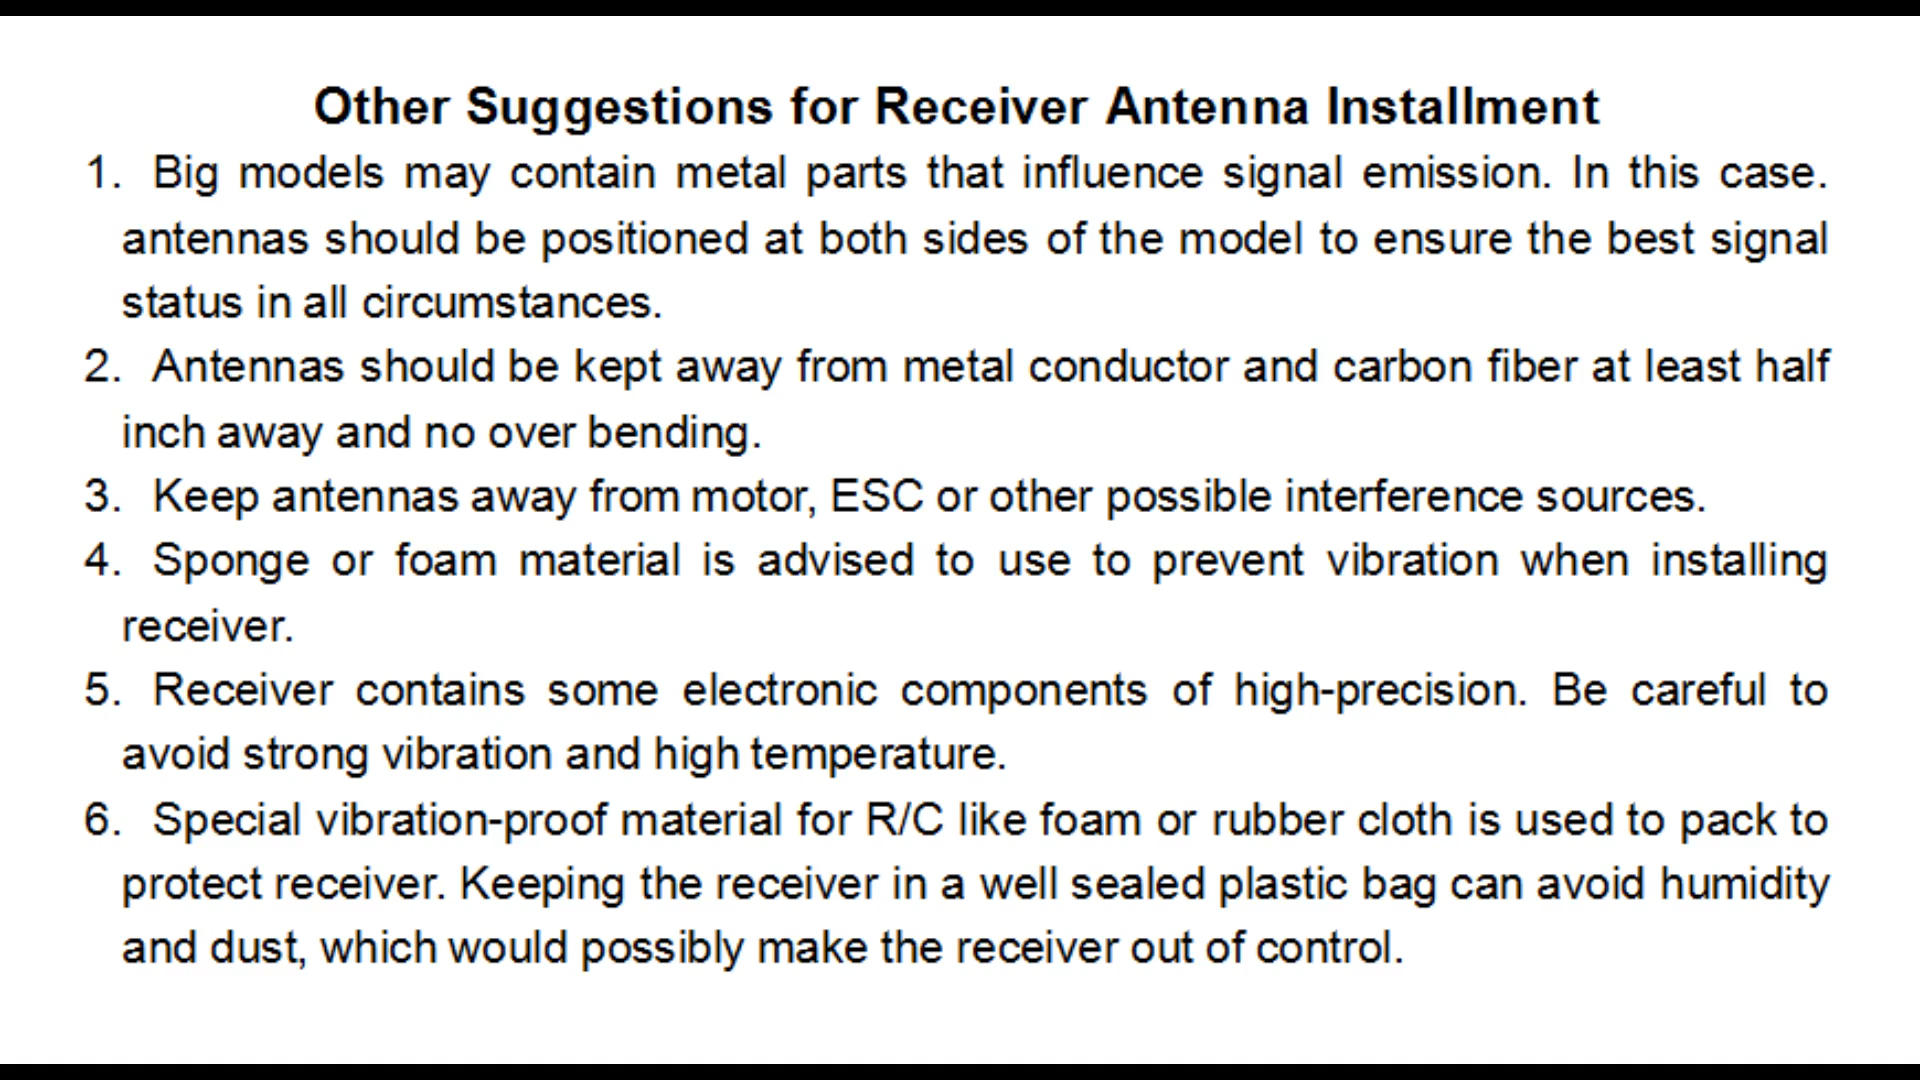 Other Suggestions for Receiver Antenna Installment
1. Big models may contain metal parts that influence signal emission. In this case.
antennas should be positioned at both sides of the model to ensure the best signal
status in all circumstances.
2. Antennas should be kept away from metal conductor and carbon fiber at least half
inch away and no over bending.
3. Keep antennas away from motor, ESC or other possible interference sources.
4. Sponge or foam material is advised to use to prevent vibration when installing
receiver.
5. Receiver contains some electronic components of high-precision. Be careful to
avoid strong vibration and high temperature.
6. Special vibration-proof material for R/C like foam or rubber cloth is used to pack to
protect receiver. Keeping the receiver in a well sealed plastic bag can avoid humidity
and dust, which would possibly make the receiver out of control.